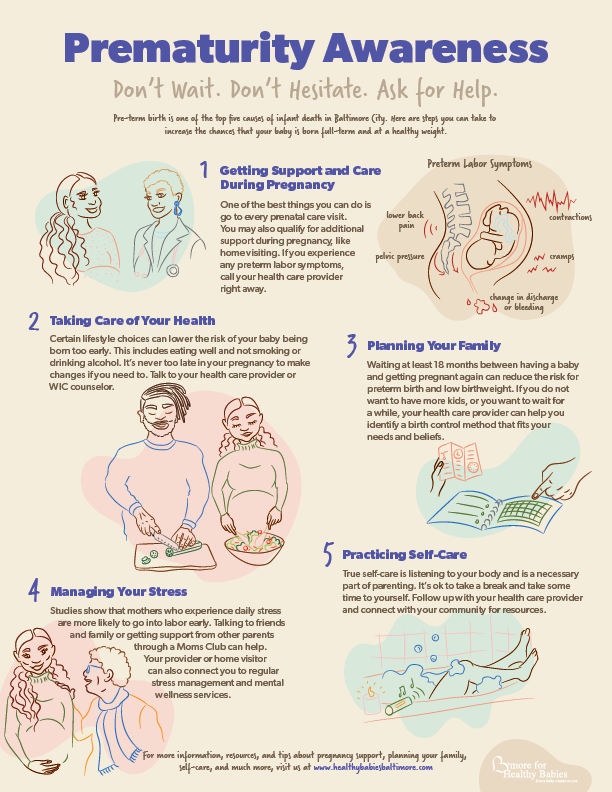 Prematurity Awareness
Don't Wait. Don't Hesitate. Ask for Help.
Pre-term birth is one of the top five causes of infant death in Baltimore City. Here are steps you can take to
increase the chances that your baby is born full-term and at a healthy weight.
1 Getting Support and Care
During Pregnancy
One of the best things you can do is
go to every prenatal care visit.
You may also qualify for additional
support during pregnancy, like
home visiting. If you experience
any preterm labor symptoms,
call your health care provider
right away.
Preterm Labor Symptoms
lower back
pain
contractions
pelvic pressure
cramps
change in discharge
or bleeding
2 Taking Care of Your Health
Certain lifestyle choices can lower the risk of your baby being
born too early. This includes eating well and not smoking or
drinking alcohol. It's never too late in your pregnancy to make
changes if you need to. Talk to your health care provider or
WIC counselor.
3 Planning Your Family
Waiting at least 18 months between having a baby
and getting pregnant again can reduce the risk for
preterm birth and low birthweight. If you do not
want to have more kids, or you want to wait for
a while, your health care provider can help you
identify a birth control method that fits your
needs and beliefs.
4 Managing Your Stress
Studies show that mothers who experience daily stress
are more likely to go into labor early. Talking to friends
and family or getting support from other parents
through a Moms Club can help.
Your provider or home visitor
can also connect you to regular
stress management and mental
wellness services.
5 Practicing Self-Care
True self-care is listening to your body and is a necessary
part of parenting. It's ok to take a break and take some
time to yourself. Follow up with your health care provider
and connect with your community for resources.
For more information, resources, and tips about pregnancy support, planning your family,
self-care, and much more, visit us at www.healthybabiesbaltimore.com
B'more for
Healthy Babies